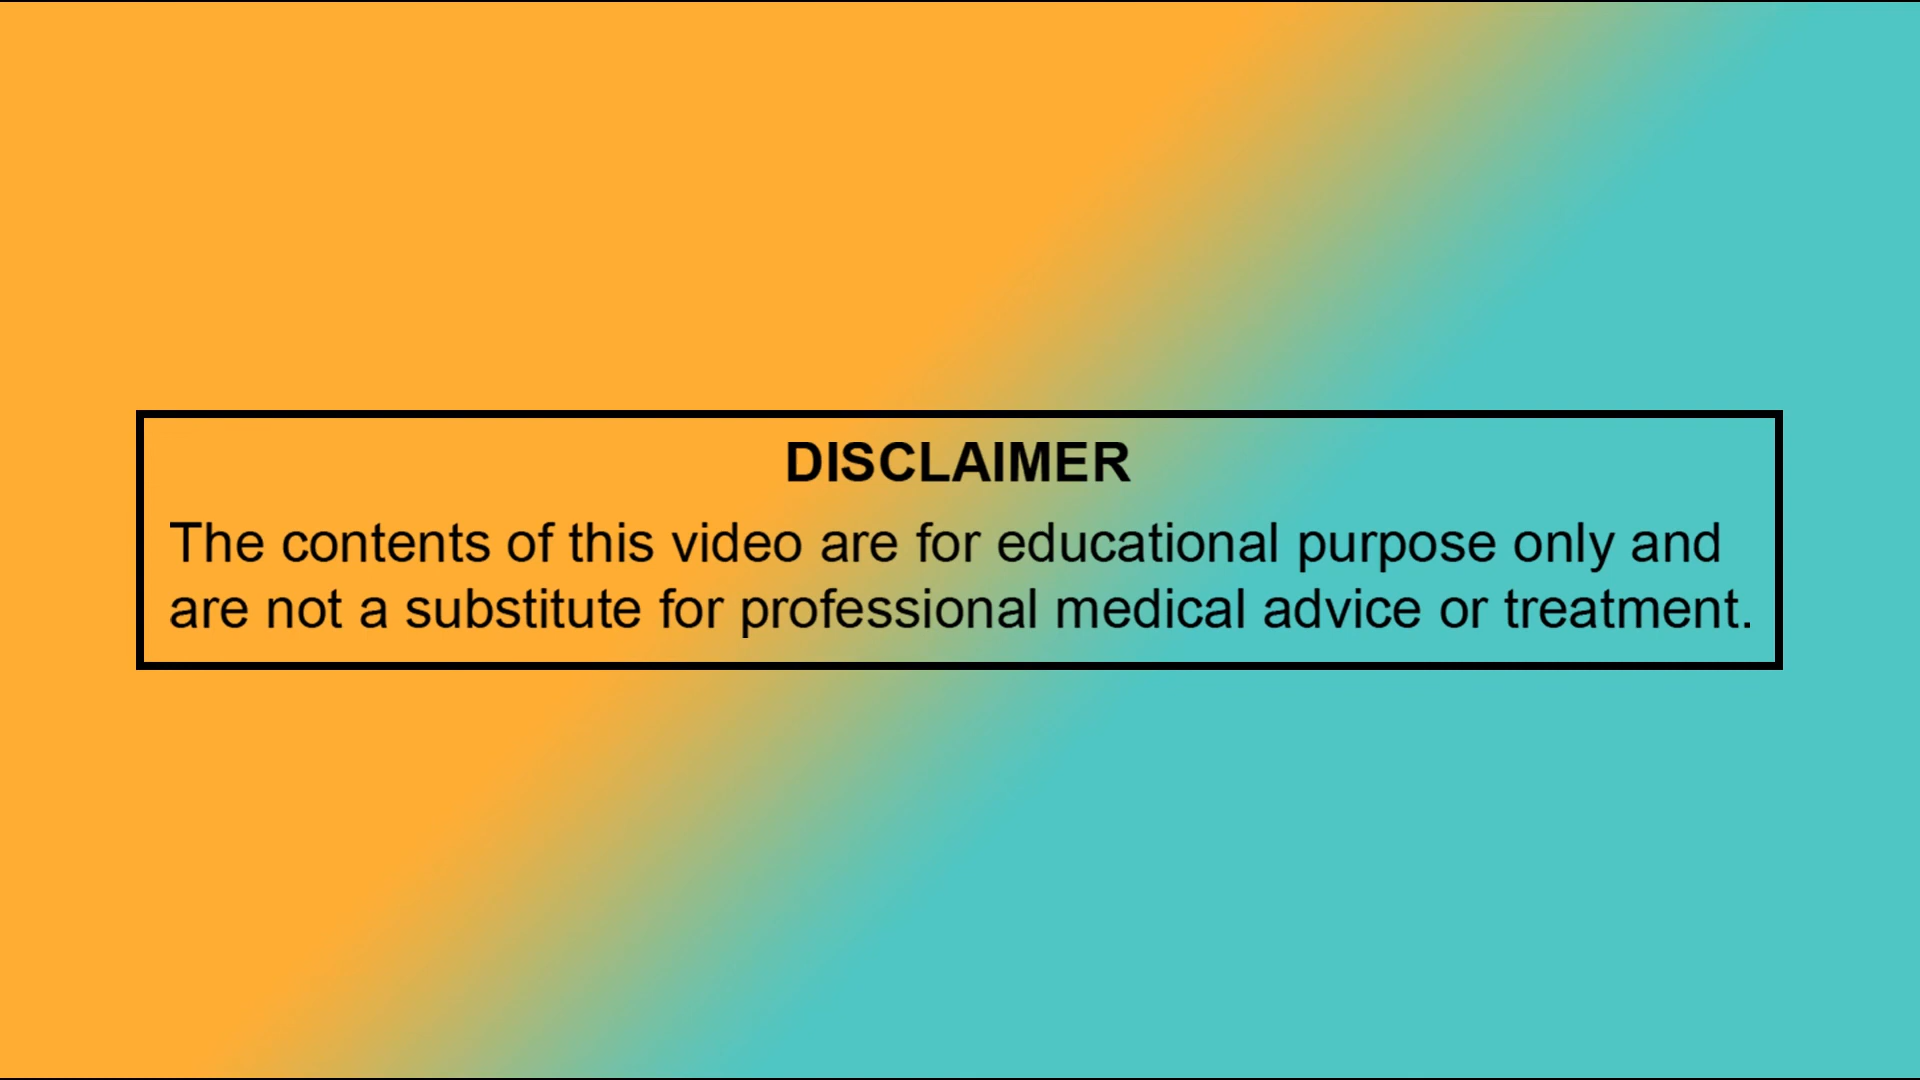 DISCLAIMER
The contents of this video are for educational purpose only and
are not a substitute for professional medical advice or treatment.